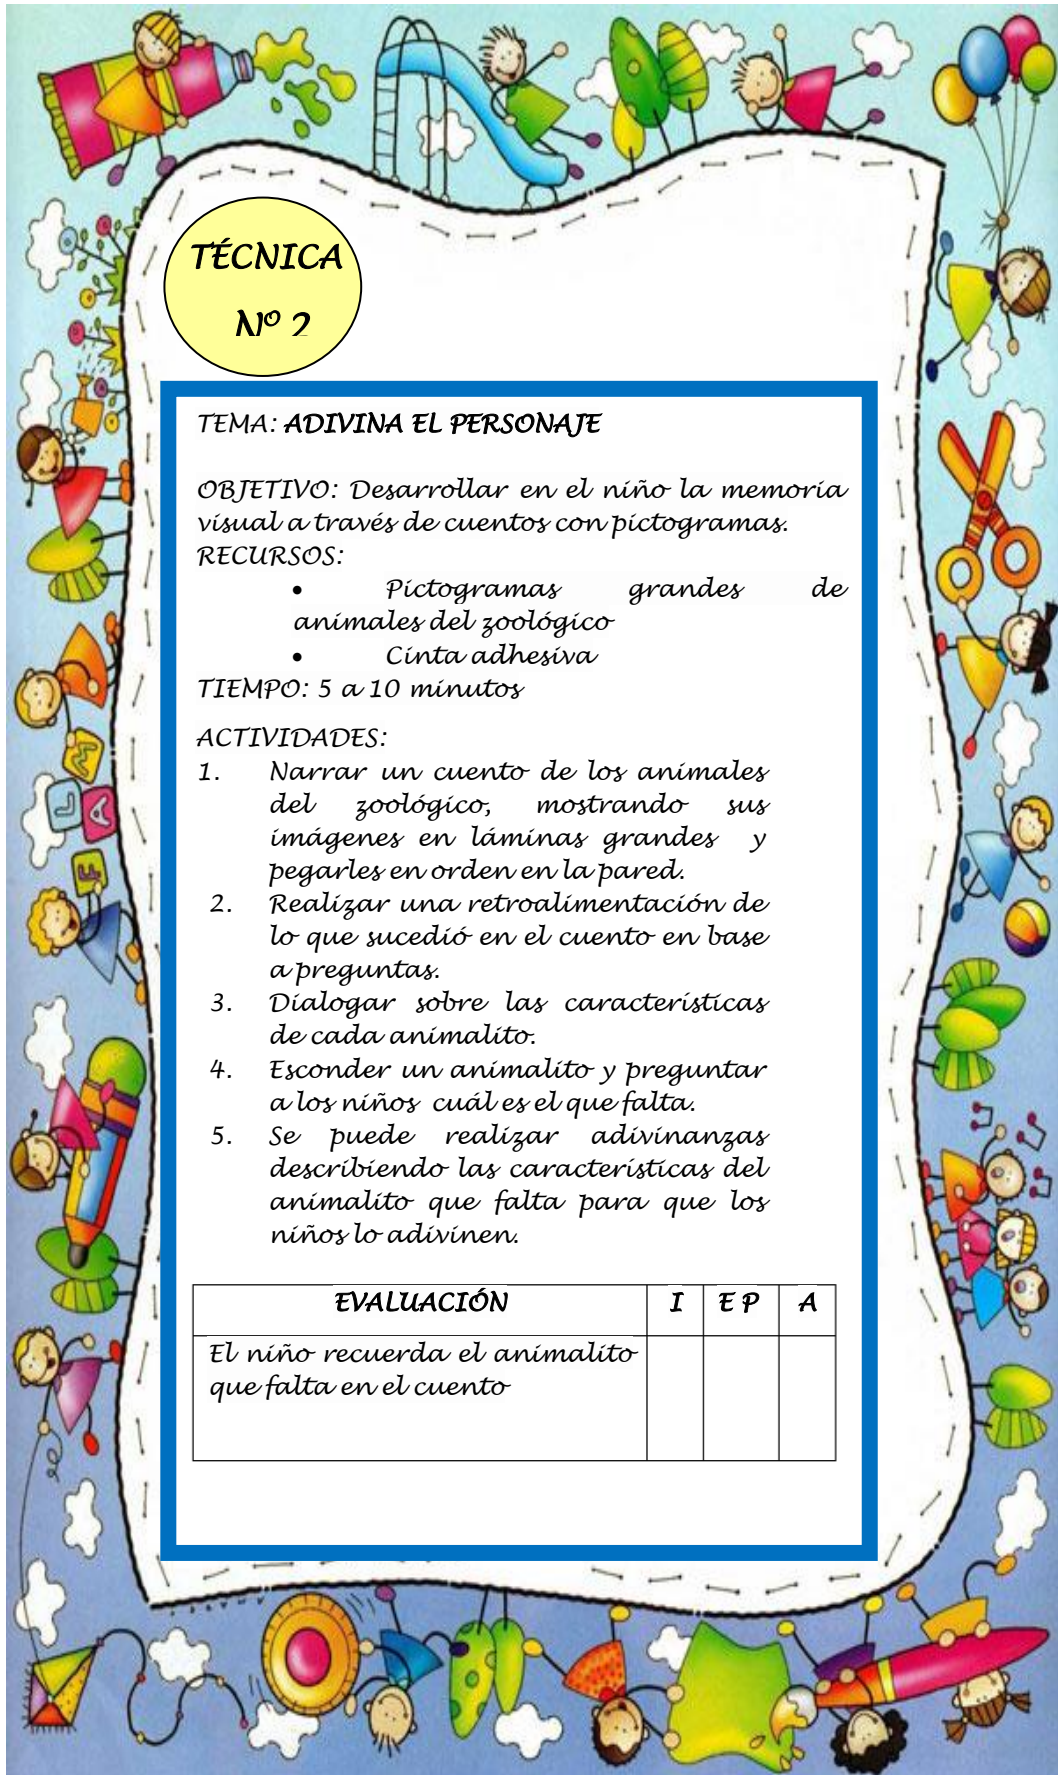 TÉCNICA
Nº 2
TEMA: ADIVINA EL PERSONAJE
OBJETIVO: Desarrollar en el niño la memoria
visual a través de cuentos con pictogramas.
RECURSOS:
• Pictogramas grandes de
animales del zoológico
• Cinta adhesiva
TIEMPO: 5 a 10 minutos
ACTIVIDADES:
1. Narrar un cuento de los animales
del zoológico, mostrando sus
imágenes en láminas grandes y
pegarles en orden en la pared.
2. Realizar una retroalimentación de
lo que sucedió en el cuento en base
a preguntas.
3. Dialogar sobre las características
de cada animalito.
4. Esconder un animalito y preguntar
a los niños cuál es el que falta.
5. Se puede realizar adivinanzas
describiendo las características del
animalito que falta para que los
niños lo adivinen.
EVALUACIÓN I E P A
El niño recuerda el animalito
que falta en el cuento
M
L
A
F